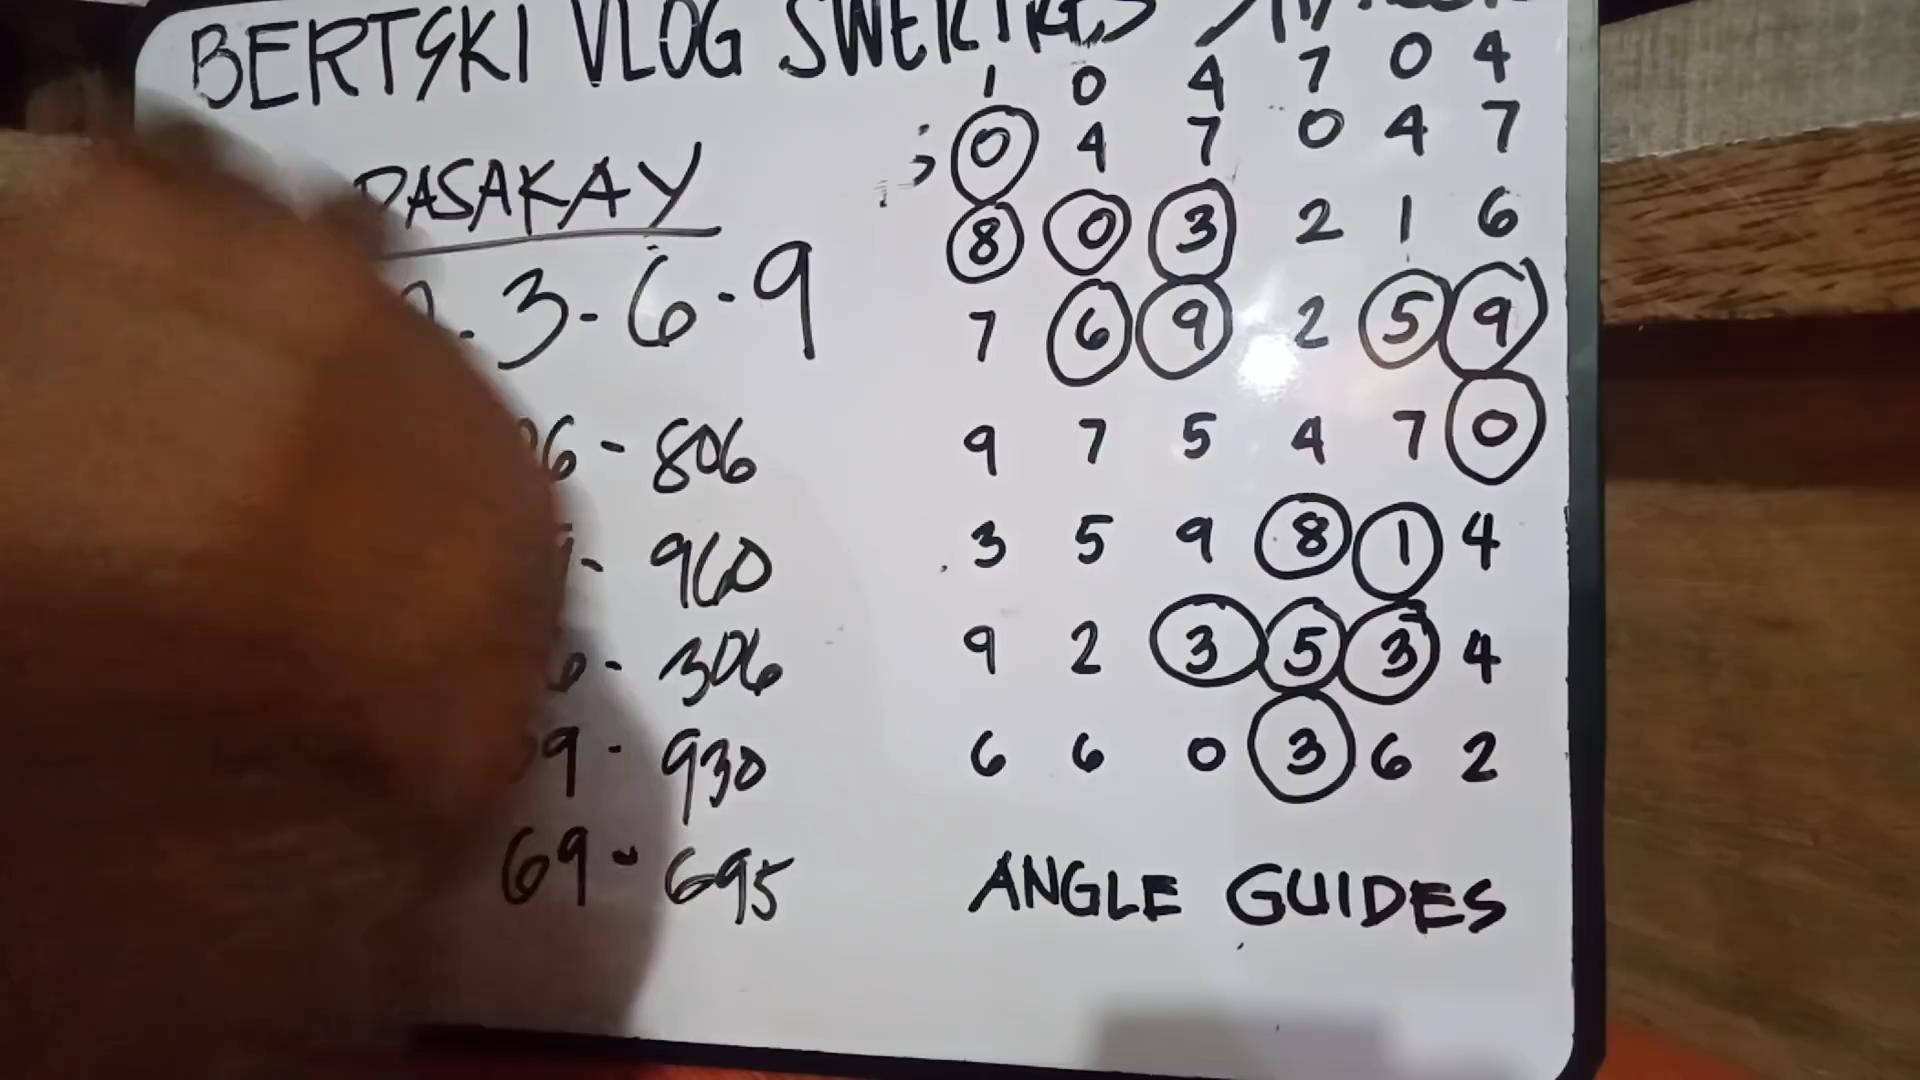 BERTSKI VLOG SWERTRES
PASAKAY
3 - 6 - 9
6 - 806
- 960
- 306
9 - 930
69 - 695
1 0 4 7 0 4
0 4 7 0 4 7
8 0 3 2 1 6
7 6 9 2 5 9
9 7 5 4 7 0
3 5 9 8 1 4
9 2 3 5 3 4
6 6 0 3 6 2
ANGLE GUIDES